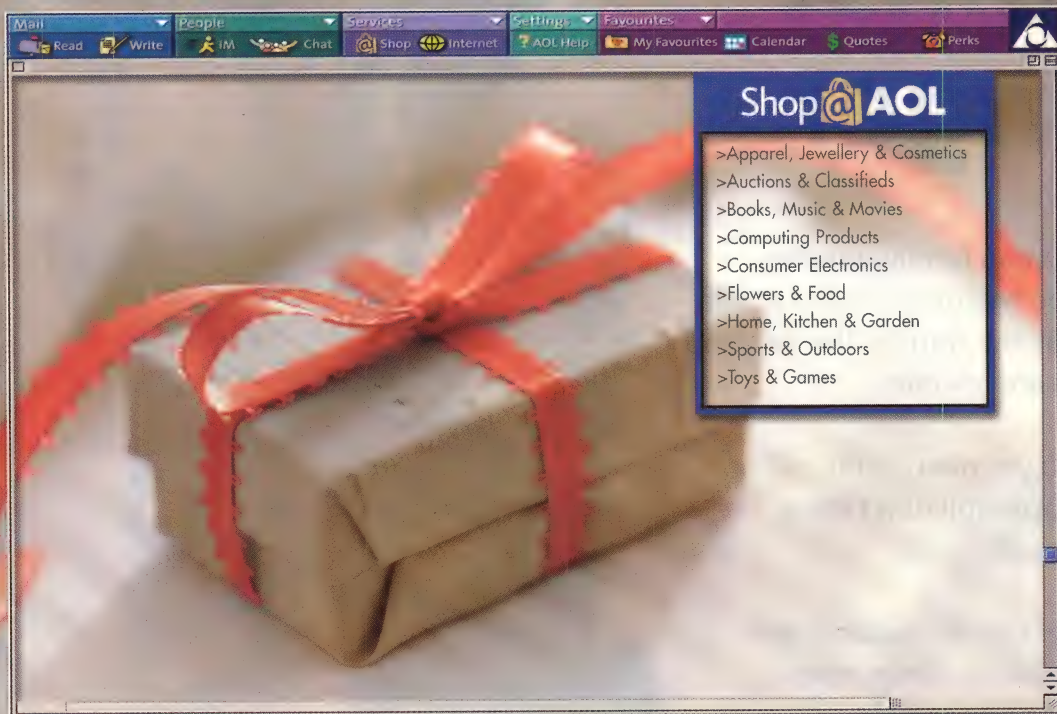 Mail People Services Settings Favourites
Read Write IM Chat @ Shop Internet ? AOL Help My Favourites Calendar $ Quotes Perks
Shop@AOL
>Apparel, Jewellery & Cosmetics
>Auctions & Classifieds
>Books, Music & Movies
>Computing Products
>Consumer Electronics
>Flowers & Food
>Home, Kitchen & Garden
>Sports & Outdoors
>Toys & Games